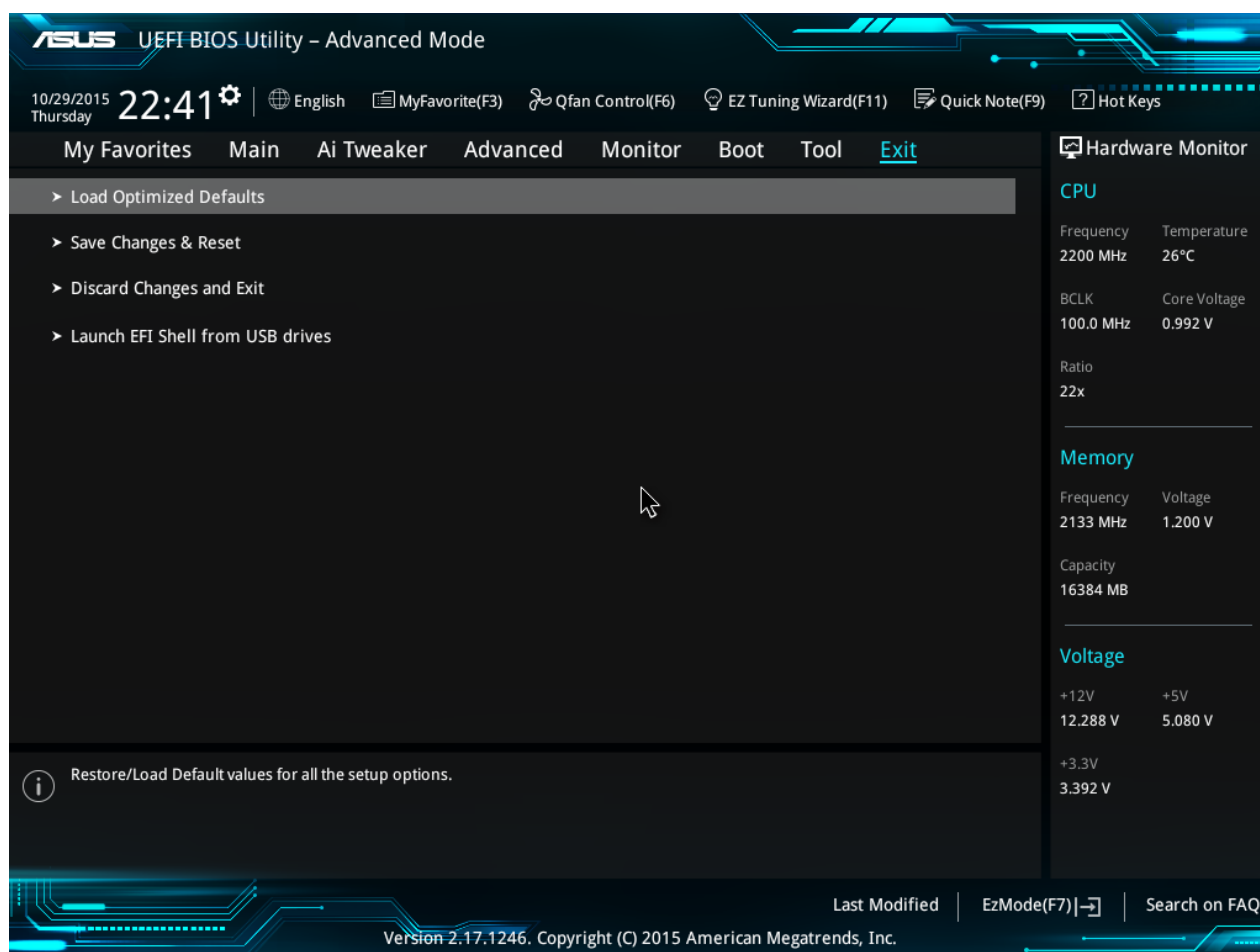 ASUS UEFI BIOS Utility – Advanced Mode
10/29/2015
Thursday
22:41
English MyFavorite(F3) Qfan Control(F6) EZ Tuning Wizard(F11) Quick Note(F9) ? Hot Keys
My Favorites Main Ai Tweaker Advanced Monitor Boot Tool Exit
Load Optimized Defaults
Save Changes & Reset
Discard Changes and Exit
Launch EFI Shell from USB drives
Hardware Monitor
CPU
Frequency Temperature
2200 MHz 26°C
BCLK Core Voltage
100.0 MHz 0.992 V
Ratio
22x
Memory
Frequency Voltage
2133 MHz 1.200 V
Capacity
16384 MB
Voltage
+12V +5V
12.288 V 5.080 V
+3.3V
3.392 V
i Restore/Load Default values for all the setup options.
Last Modified EzMode(F7) Search on FAQ
Version 2.17.1246. Copyright (C) 2015 American Megatrends, Inc.